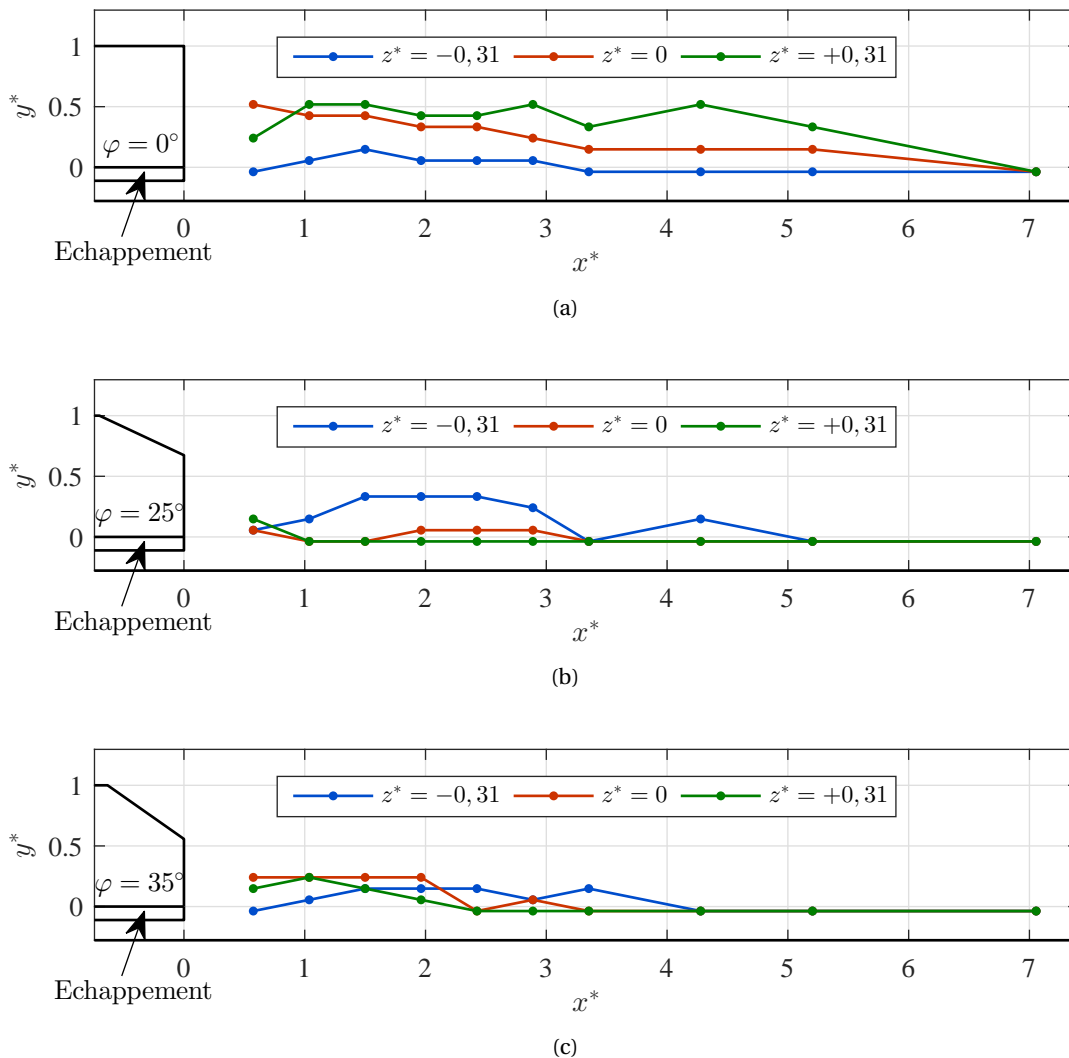 z* = −0, 31 z* = 0 z* = +0, 31
1
0.5
0
y*
φ = 0°
Echappement
0 1 2 3 4 5 6 7
x*
(a)
z* = −0, 31 z* = 0 z* = +0, 31
1
0.5
0
y*
φ = 25°
Echappement
0 1 2 3 4 5 6 7
x*
(b)
z* = −0, 31 z* = 0 z* = +0, 31
1
0.5
0
y*
φ = 35°
Echappement
0 1 2 3 4 5 6 7
x*
(c)